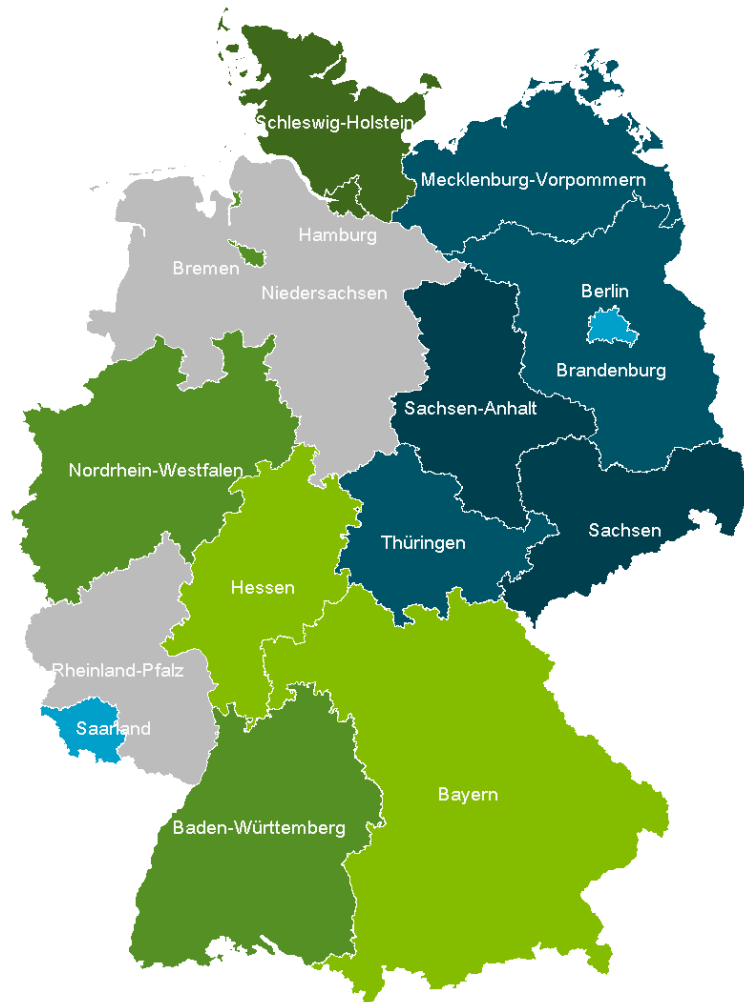 Schleswig-Holstein
Mecklenburg-Vorpommern
Hamburg
Bremen
Niedersachsen
Berlin
Brandenburg
Sachsen-Anhalt
Nordrhein-Westfalen
Sachsen
Thüringen
Hessen
Rheinland-Pfalz
Saarland
Bayern
Baden-Württemberg